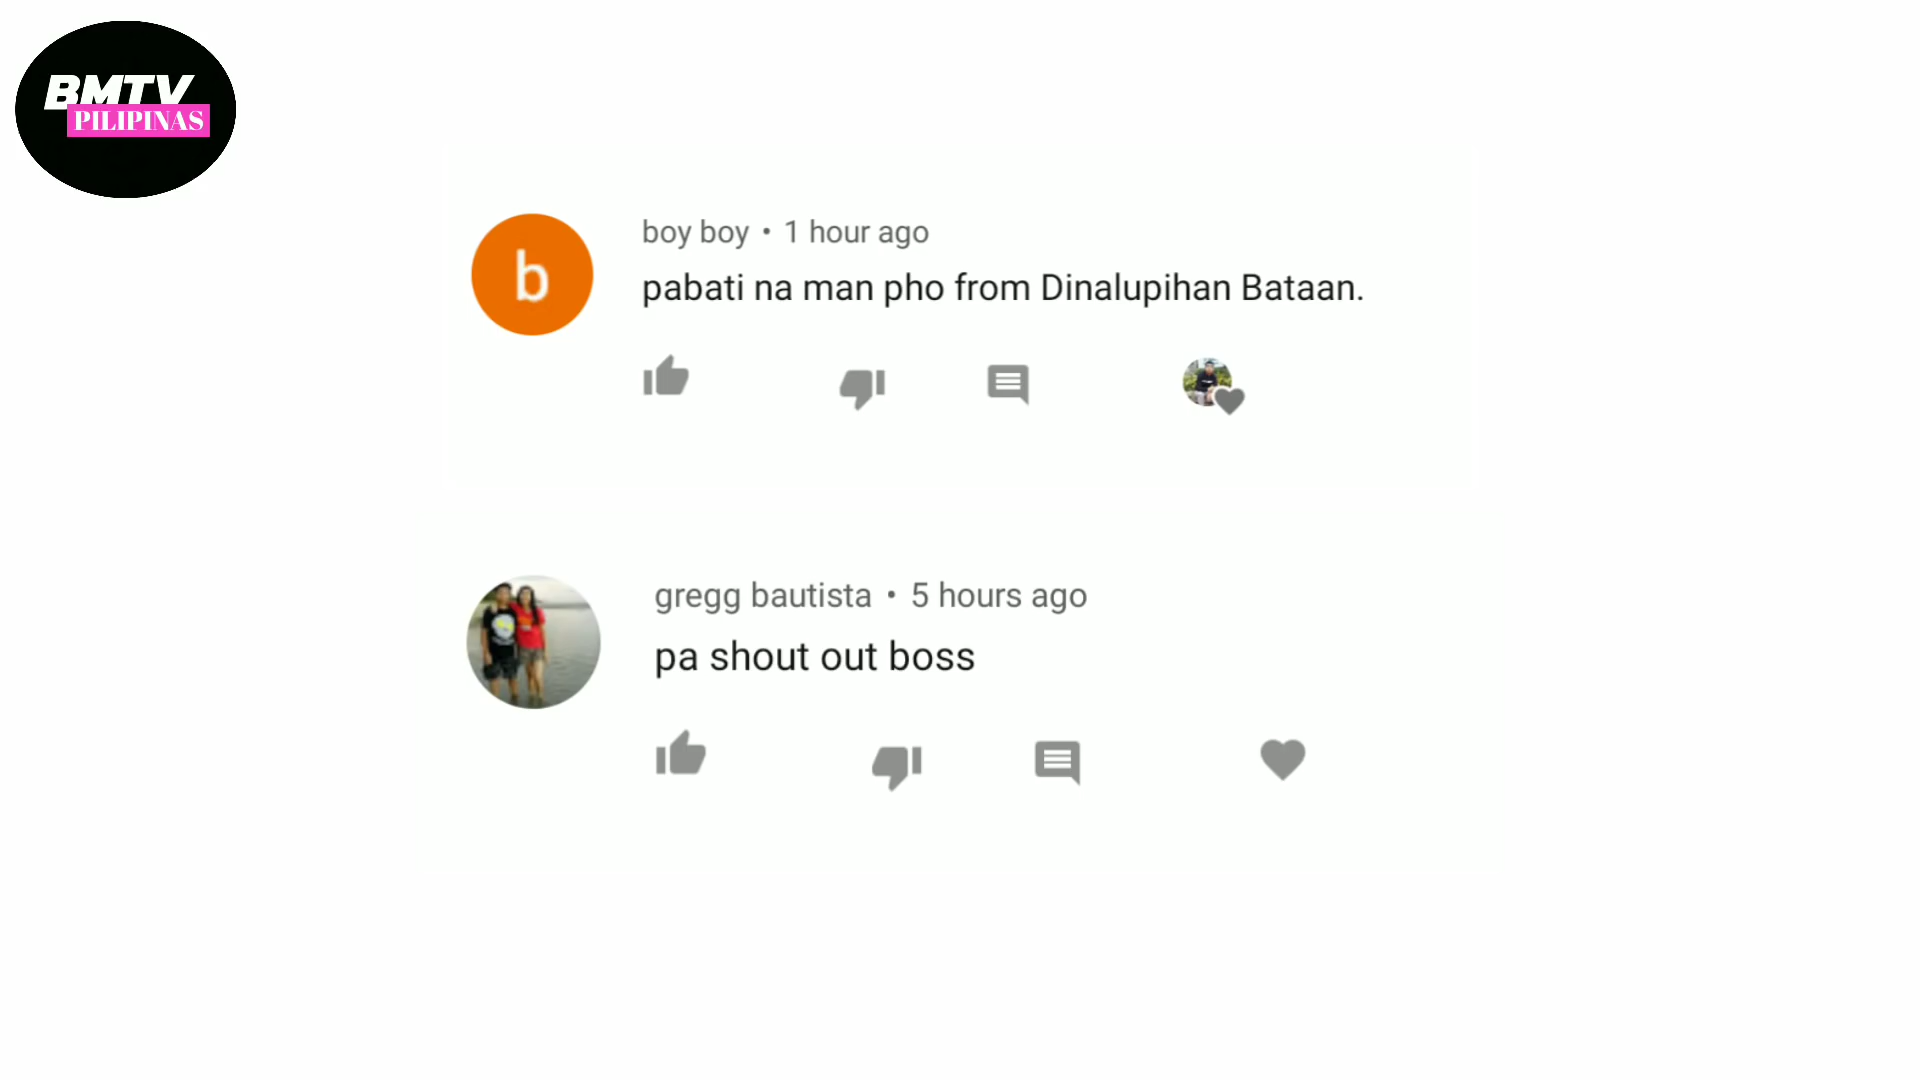 BMTV
PILIPINAS
boy boy • 1 hour ago
b
pabati na man pho from Dinalupihan Bataan.
gregg bautista • 5 hours ago
pa shout out boss